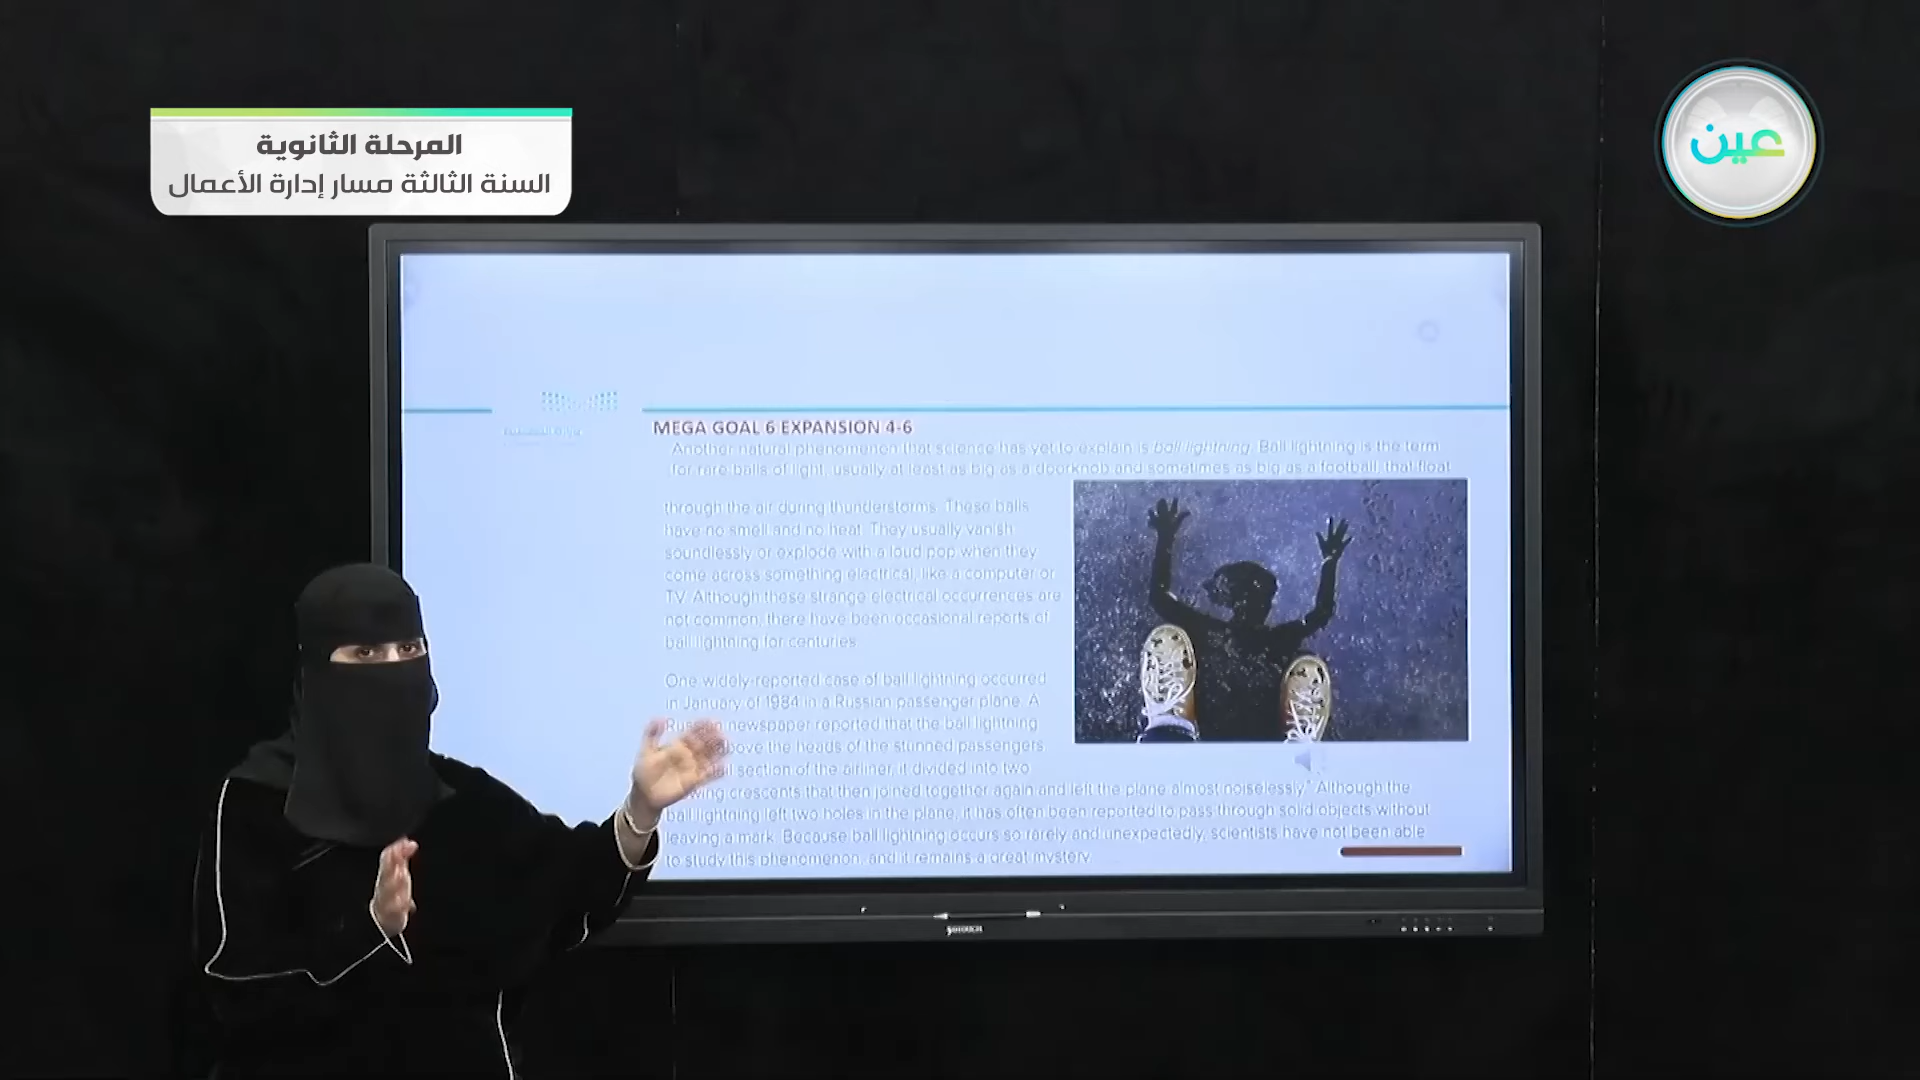 المرحلة الثانوية
السنة الثالثة مسار إدارة الأعمال
عين
MEGA GOAL 6 EXPANSION 4-6
Another natural phenomenon that science has yet to explain is ball lightning. Ball lightning is the term
for rare balls of light, usually at least as big as a doorknob and sometimes as big as a football, that float
through the air during thunderstorms. These balls
have no smell and no heat. They usually vanish
soundlessly or explode with a loud pop when they
come across something electrical, like a computer or
TV. Although these strange electrical occurrences are
not common, there have been occasional reports of
ball lightning for centuries.
One widely-reported case of ball lightning occurred
in January of 1984 in a Russian passenger plane. A
newspaper reported that the ball lightning
above the heads of the stunned passengers.
section of the airliner, it divided into two
crescents that then joined together again and left the plane almost noiselessly." Although the
ball lightning left two holes in the plane, it has often been reported to pass through solid objects without
leaving a mark. Because ball lightning occurs so rarely and unexpectedly, scientists have not been able
to study this phenomenon, and it remains a great mystery.